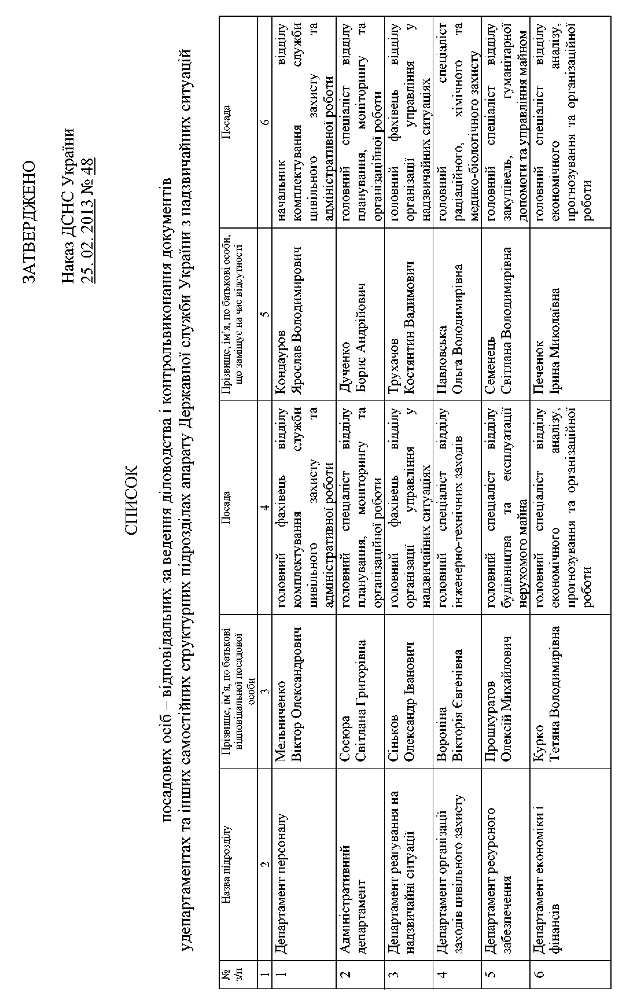 ЗАТВЕРДЖЕНО
Наказ ДСНС України
25. 02. 2013 № 48
СПИСОК
посадових осіб – відповідальних за ведення діловодства і контрольвиконання документів
удепартаментах та інших самостійних структурних підрозділах апарату Державної служби України з надзвичайних ситуацій
№
з/п
Назва підрозділу
Прізвище, ім’я, по батькові
відповідальної посадової
особи
Посада
Прізвище, ім`я, по батькові особи,
що заміщує на час відсутності
Посада
1
2
3
4
5
6
1
Департамент персоналу
Мельниченко
Віктор Олександрович
головний фахівець відділу
комплектування служби
цивільного захисту та
адміністративної роботи
Кондауров
Ярослав Володимирович
начальник відділу
комплектування служби
цивільного захисту та
адміністративної роботи
2
Адміністративний
департамент
Сосюра
Світлана Григорівна
головний спеціаліст відділу
планування, моніторингу та
організаційної роботи
Дученко
Борис Андрійович
головний спеціаліст відділу
планування, моніторингу та
організаційної роботи
3
Департамент реагування на
надзвичайні ситуації
Сіньков
Олександр Іванович
головний фахівець відділу
організації управління у
надзвичайних ситуаціях
Трухачов
Костянтин Вадимович
головний фахівець відділу
організації управління у
надзвичайних ситуаціях
4
Департамент організації
заходів цивільного захисту
Вороніна
Вікторія Євгенівна
головний спеціаліст відділу
інженерно-технічних заходів
Павловська
Ольга Володимирівна
головний спеціаліст
радіаційного, хімічного та
медико-біологічного захисту
5
Департамент ресурсного
забезпечення
Прошкуратов
Олексій Михайлович
головний спеціаліст відділу
будівництва та експлуатації
нерухомого майна
Семенець
Світлана Володимирівна
головний спеціаліст відділу
закупівель, гуманітарної
допомоги та управління майном
6
Департамент економіки і
фінансів
Курко
Тетяна Володимирівна
головний спеціаліст відділу
економічного аналізу,
прогнозування та організаційної
роботи
Печенюк
Ірина Миколаївна
головний спеціаліст відділу
економічного аналізу,
прогнозування та організаційної
роботи